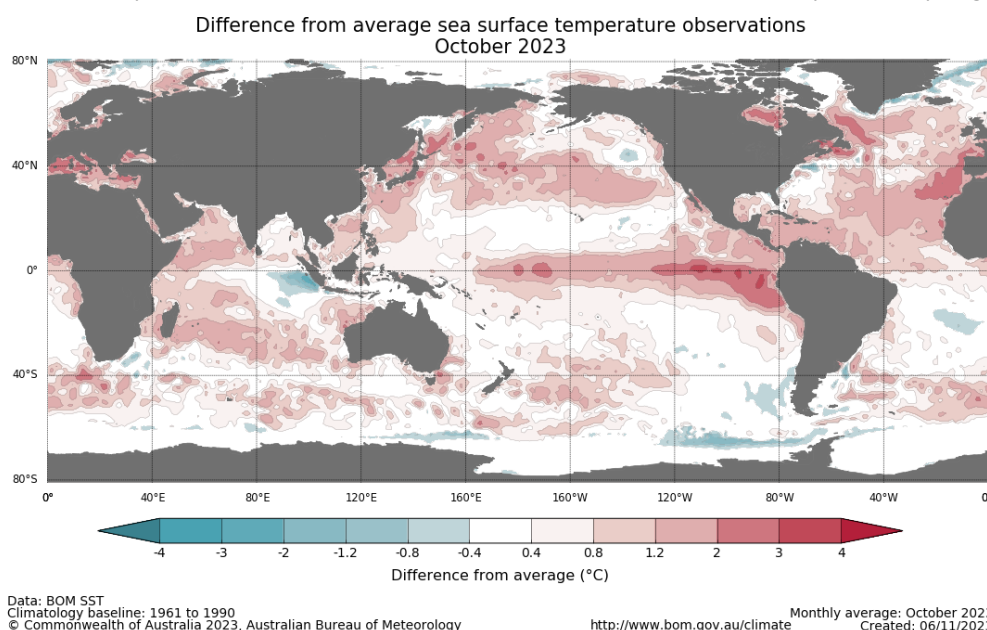 Difference from average sea surface temperature observations
October 2023
80°N
40°N
0°
40°S
80°S
0° 40°E 80°E 120°E 160°E 160°W 120°W 80°W 40°W 0
-4 -3 -2 -1.2 -0.8 -0.4 0.4 0.8 1.2 2 3 4
Difference from average (°C)
Data: BOM SST
Climatology baseline: 1961 to 1990
Monthly average: October 2023
© Commonwealth of Australia 2023, Australian Bureau of Meteorology
http://www.bom.gov.au/climate
Created: 06/11/2023